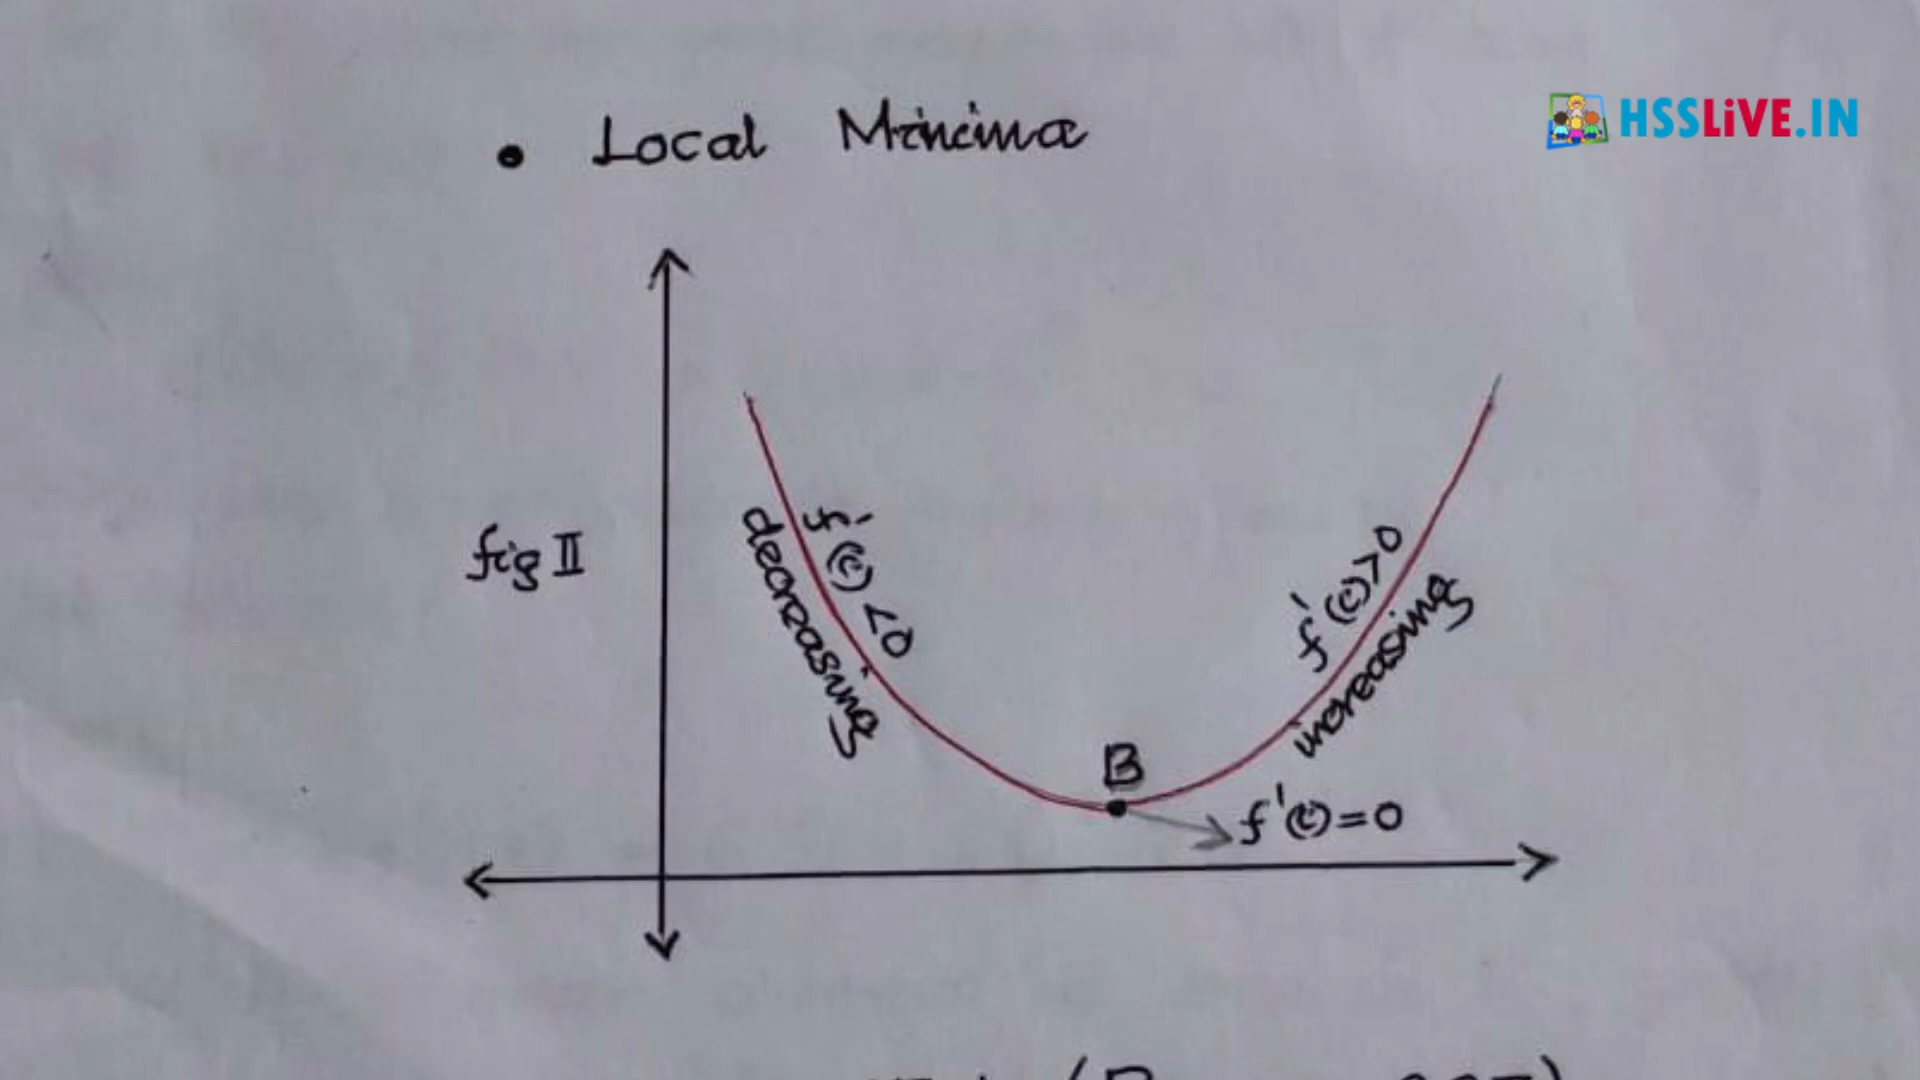 HSSLiVE.IN
• Local Minima
fig II
f'(c) <0
decreasing
f'(c)>0
increasing
B
f'(c)=0